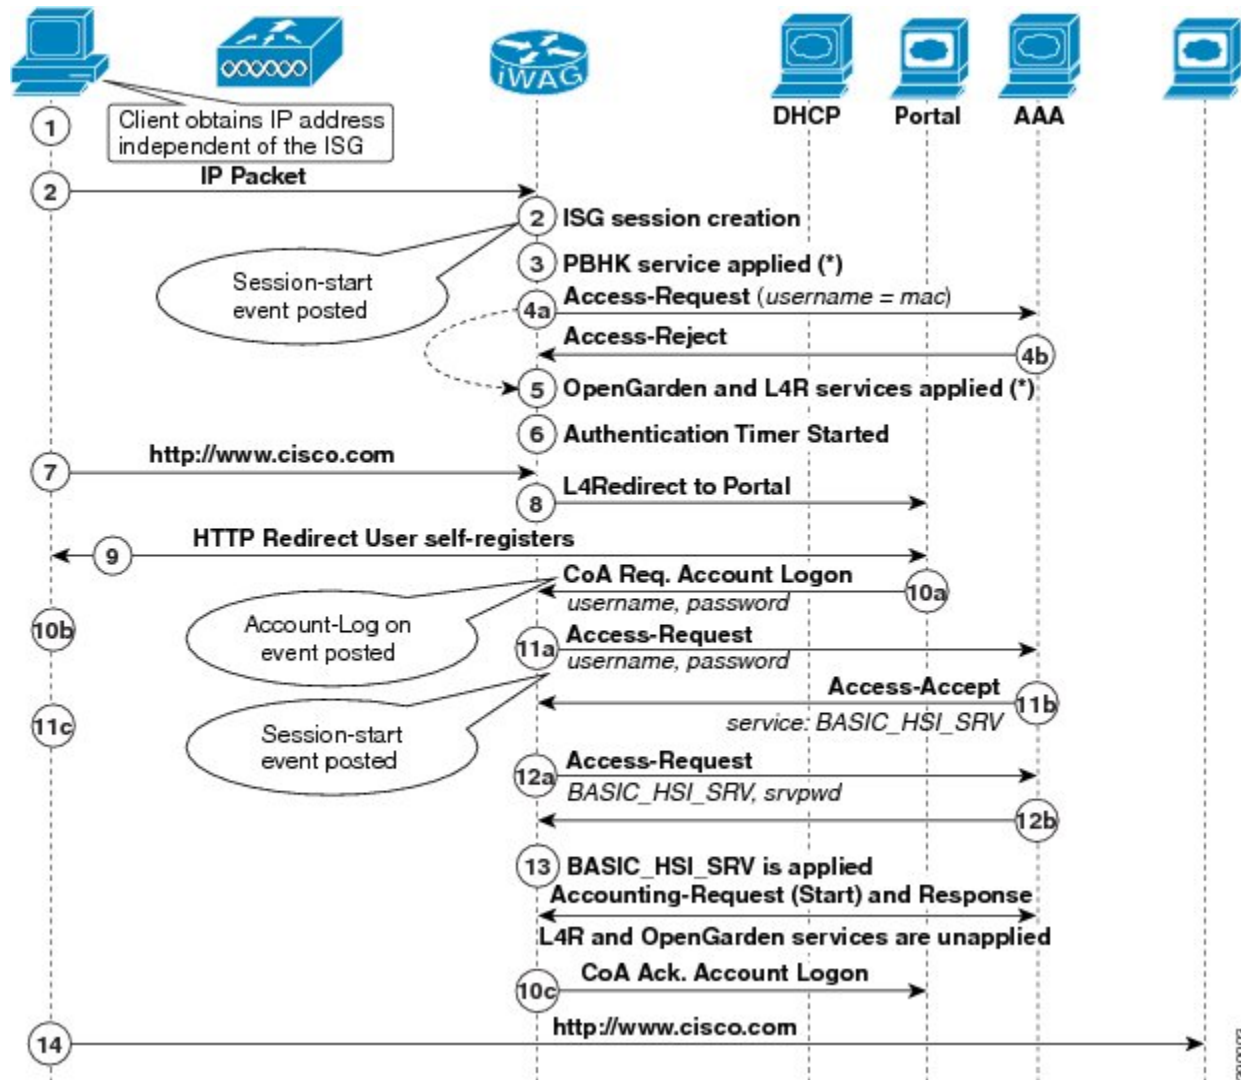 iWAG
DHCP
Portal
AAA
1
Client obtains IP address
independent of the ISG
2
IP Packet
2
ISG session creation
Session-start
event posted
3
PBHK service applied (*)
4a
Access-Request (username = mac)
Access-Reject
4b
5
OpenGarden and L4R services applied (*)
6
Authentication Timer Started
7
http://www.cisco.com
8
L4Redirect to Portal
9
HTTP Redirect User self-registers
CoA Req. Account Logon
username, password
10a
10b
Account-Log on
event posted
11a
Access-Request
username, password
Access-Accept
11b
service: BASIC_HSI_SRV
11c
Session-start
event posted
12a
Access-Request
BASIC_HSI_SRV, srvpwd
12b
13
BASIC_HSI_SRV is applied
Accounting-Request (Start) and Response
L4R and OpenGarden services are unapplied
10c
CoA Ack. Account Logon
14
http://www.cisco.com